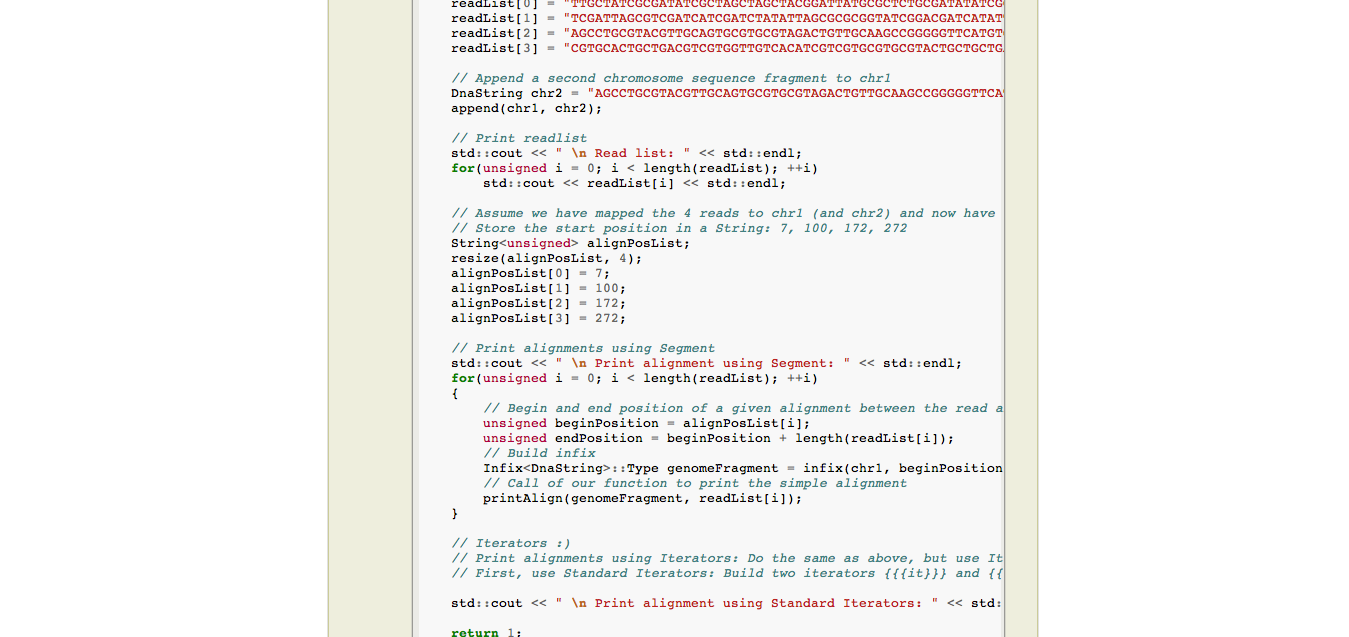 readList[0] = "TTGCTATCGCGATATCGCTAGCTAGCTACGGATTATGCGCTCTGCGATATATCG
readList[1] = "TCGATTAGCGTCGATCATCGATCTATATTAGCGCGCGGTATCGGACGATCATAT
readList[2] = "AGCCTGCGTACGTTGCAGTGCGTGCGTAGACTGTTGCAAGCCGGGGGTTCATGT
readList[3] = "CGTGCACTGCTGACGTCGTGGTTGTCACATCGTCGTGCGTGCGTACTGCTGCTG
// Append a second chromosome sequence fragment to chr1
DnaString chr2 = "AGCCTGCGTACGTTGCAGTGCGTGCGTAGACTGTTGCAAGCCGGGGGTTCA
append(chr1, chr2);
// Print readlist
std::cout << " \n Read list: " << std::endl;
for(unsigned i = 0; i < length(readList); ++i)
std::cout << readList[i] << std::endl;
// Assume we have mapped the 4 reads to chr1 (and chr2) and now have
// Store the start position in a String: 7, 100, 172, 272
String<unsigned> alignPosList;
resize(alignPosList, 4);
alignPosList[0] = 7;
alignPosList[1] = 100;
alignPosList[2] = 172;
alignPosList[3] = 272;
// Print alignments using Segment
std::cout << " \n Print alignment using Segment: " << std::endl;
for(unsigned i = 0; i < length(readList); ++i)
{
// Begin and end position of a given alignment between the read a
unsigned beginPosition = alignPosList[i];
unsigned endPosition = beginPosition + length(readList[i]);
// Build infix
Infix<DnaString>::Type genomeFragment = infix(chr1, beginPosition
// Call of our function to print the simple alignment
printAlign(genomeFragment, readList[i]);
}
// Iterators :)
// Print alignments using Iterators: Do the same as above, but use It
// First, use Standard Iterators: Build two iterators {{{it}}} and {{
std::cout << " \n Print alignment using Standard Iterators: " << std:
return 1;